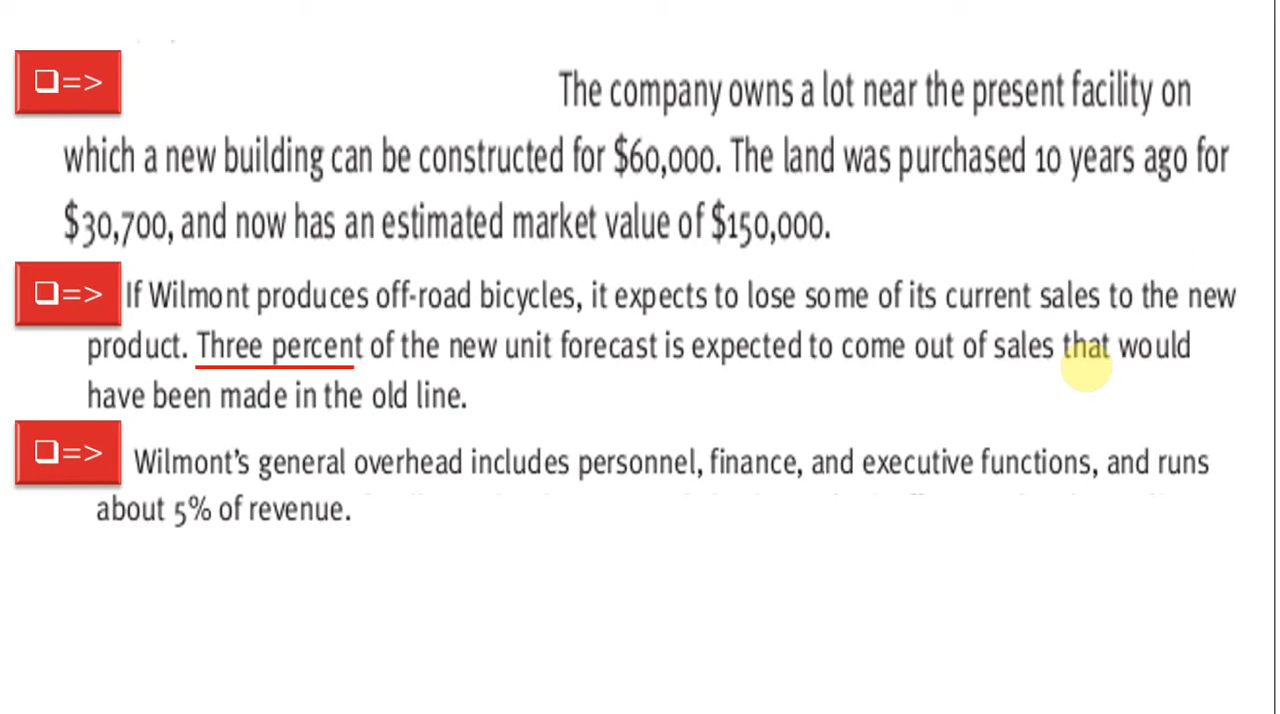 ❑=>
The company owns a lot near the present facility on
which a new building can be constructed for $60,000. The land was purchased 10 years ago for
$30,700, and now has an estimated market value of $150,000.
❑=> If Wilmont produces off-road bicycles, it expects to lose some of its current sales to the new
product. Three percent of the new unit forecast is expected to come out of sales that would
have been made in the old line.
❑=> Wilmont's general overhead includes personnel, finance, and executive functions, and runs
about 5% of revenue.